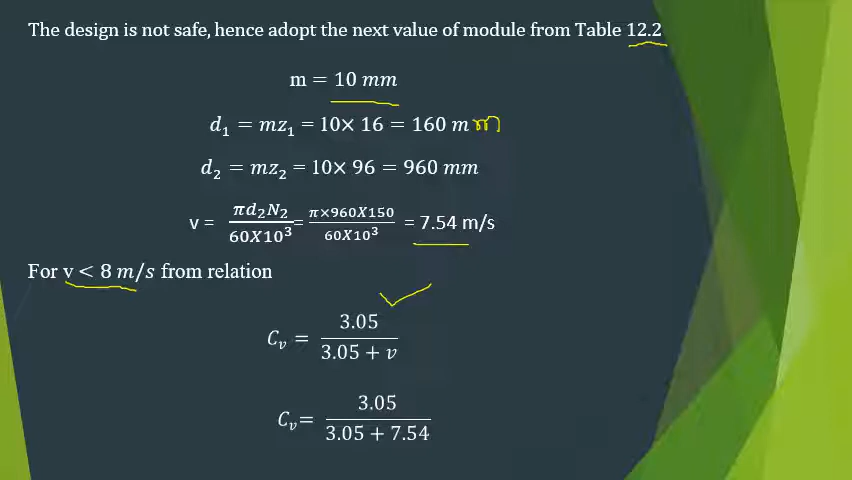 The design is not safe, hence adopt the next value of module from Table 12.2
m = 10 mm
d₁ = mz₁ = 10× 16 = 160 m m
d₂ = mz₂ = 10× 96 = 960 mm
v = πd₂N₂/60X10³ = π×960X150/60X10³ = 7.54 m/s
For v < 8 m/s from relation
Cᵥ = 3.05/3.05 + v
Cᵥ= 3.05/3.05 + 7.54